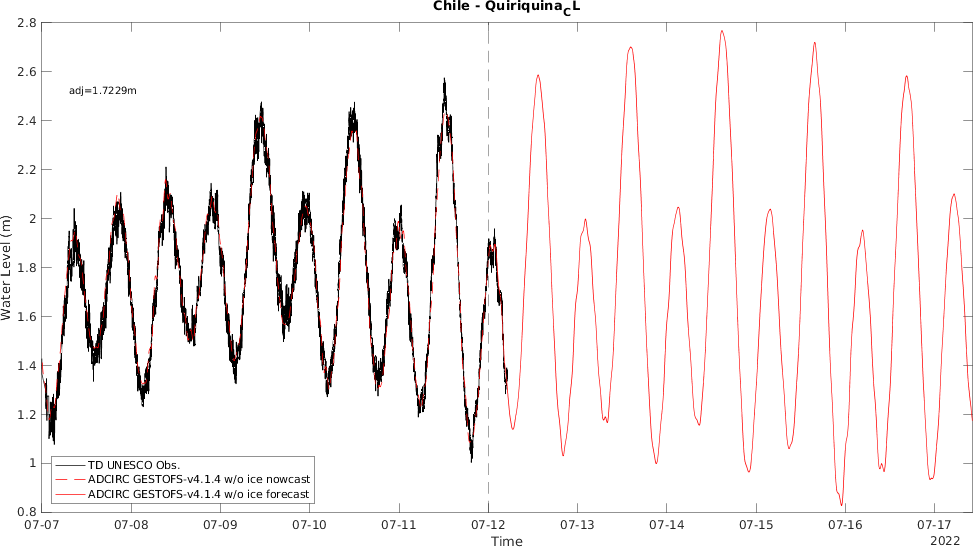 Chile - Quiriquina_CL
2.8
2.6
2.4
2.2
2
1.8
1.6
1.4
1.2
1
0.8
Water Level (m)
adj=1.7229m
TD UNESCO Obs.
ADCIRC GESTOFS-v4.1.4 w/o ice nowcast
ADCIRC GESTOFS-v4.1.4 w/o ice forecast
07-07 07-08 07-09 07-10 07-11 07-12 07-13 07-14 07-15 07-16 07-17
Time
2022